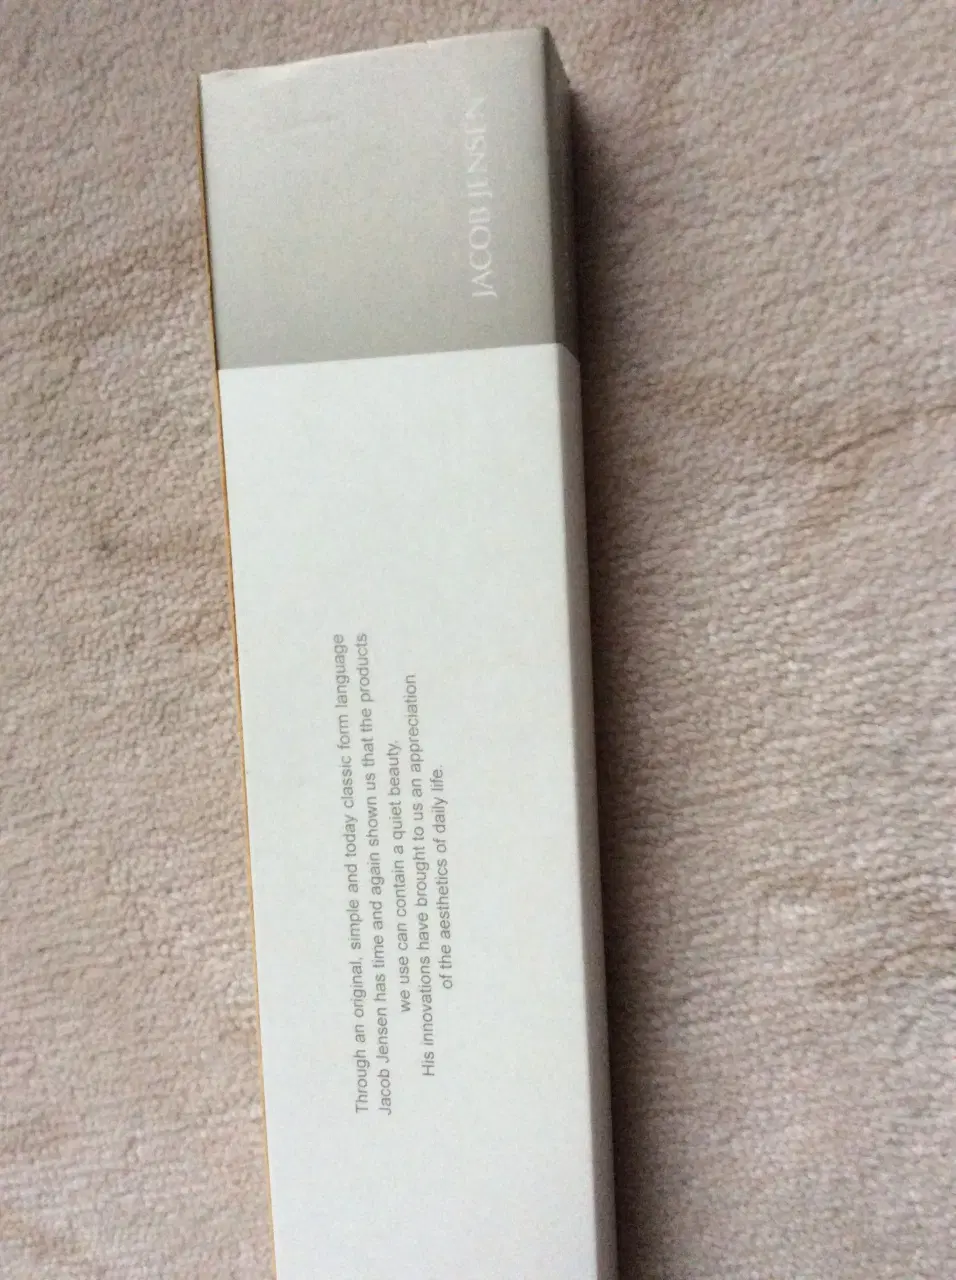 JACOB JENSEN
Through an original, simple and today classic form language
Jacob Jensen has time and again shown us that the products
we use can contain a quiet beauty.
His innovations have brought to us an appreciation
of the aesthetics of daily life.